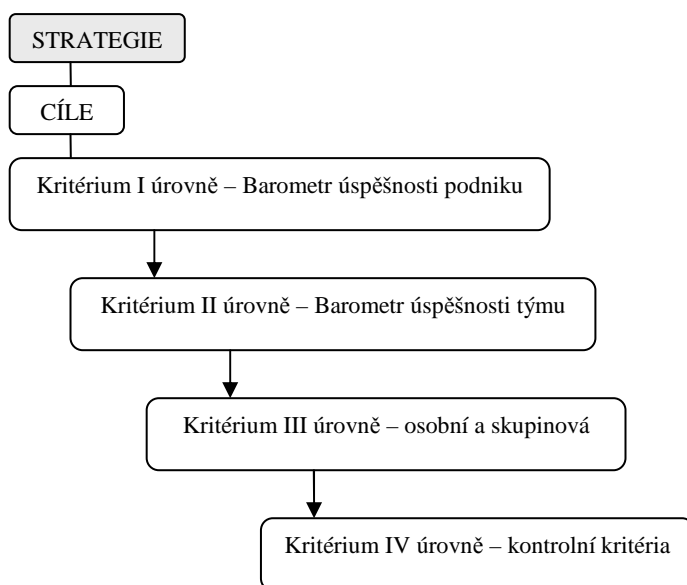 STRATEGIE
CÍLE
Kritérium I úrovně – Barometr úspěšnosti podniku
Kritérium II úrovně – Barometr úspěšnosti týmu
Kritérium III úrovně – osobní a skupinová
Kritérium IV úrovně – kontrolní kritéria